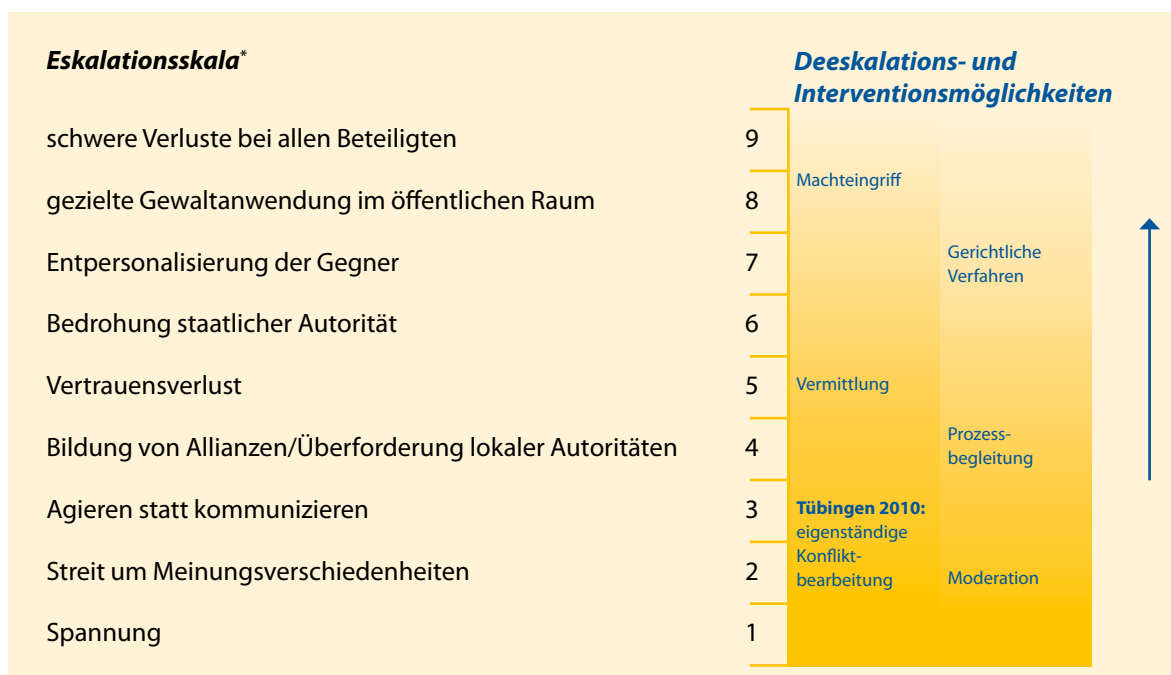 Eskalationsskala*
Deeskalations- und
Interventionsmöglichkeiten
schwere Verluste bei allen Beteiligten 9
Machteingriff
gezielte Gewaltanwendung im öffentlichen Raum 8
Entpersonalisierung der Gegner 7
Gerichtliche
Verfahren
Bedrohung staatlicher Autorität 6
Vertrauensverlust 5
Vermittlung
Bildung von Allianzen/Überforderung lokaler Autoritäten 4
Prozess-
begleitung
Agieren statt kommunizieren 3
Tübingen 2010:
eigenständige
Konflikt-
bearbeitung
Streit um Meinungsverschiedenheiten 2
Moderation
Spannung 1